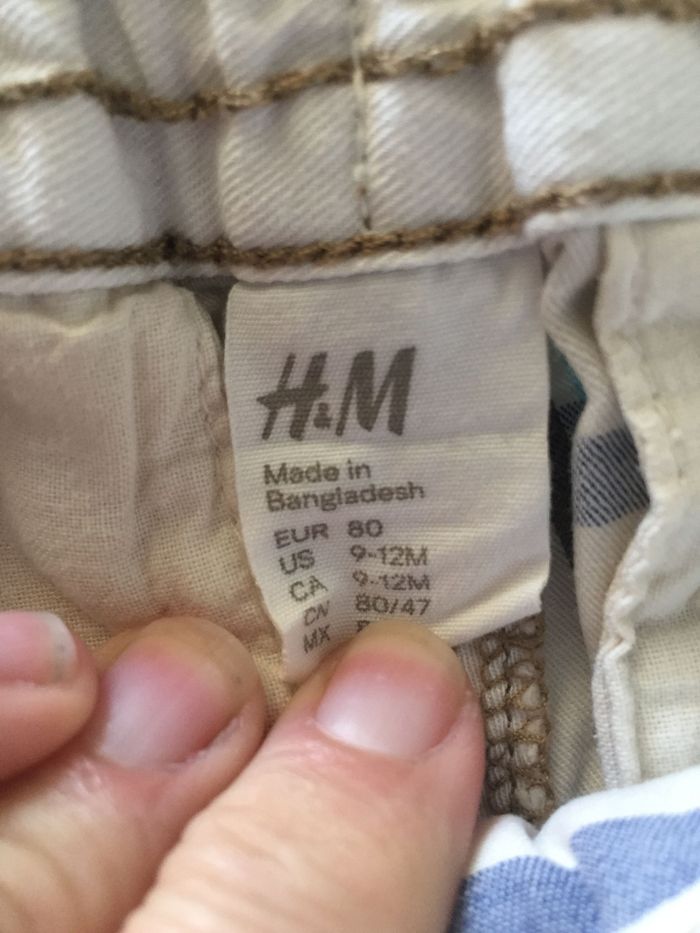 H&M
Made in
Bangladesh
EUR 80
US 9-12M
CA 9-12M
CN 80/47
MX